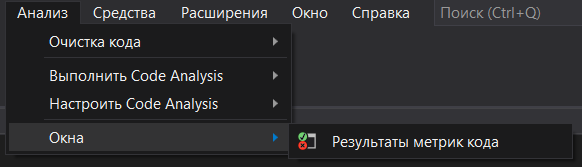 Анализ Средства Расширения Окно Справка Поиск (Ctrl+Q)
Очистка кода
Выполнить Code Analysis
Настроить Code Analysis
Окна Результаты метрик кода